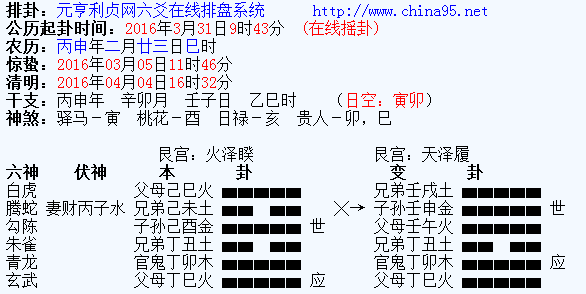 排卦：元亨利贞网六爻在线排盘系统 http://www.china95.net
公历起卦时间：2016年3月31日9时43分 (在线摇卦)
农历：丙申年二月廿三日巳时
惊蛰：2016年03月05日11时46分
清明：2016年04月04日16时32分
干支：丙申年 辛卯月 壬子日 乙巳时 （日空：寅卯）
神煞：驿马－寅 桃花－酉 日禄－亥 贵人－卯，巳
艮宫：火泽睽 艮宫：天泽履
六神 伏神 本 卦 变 卦
白虎 父母己巳火 兄弟壬戌土
腾蛇 妻财丙子水 兄弟己未土 ╳→ 子孙壬申金 世
勾陈 子孙己酉金 世 父母壬午火
朱雀 兄弟丁丑土 兄弟丁丑土
青龙 官鬼丁卯木 官鬼丁卯木 应
玄武 父母丁巳火 应 父母丁巳火